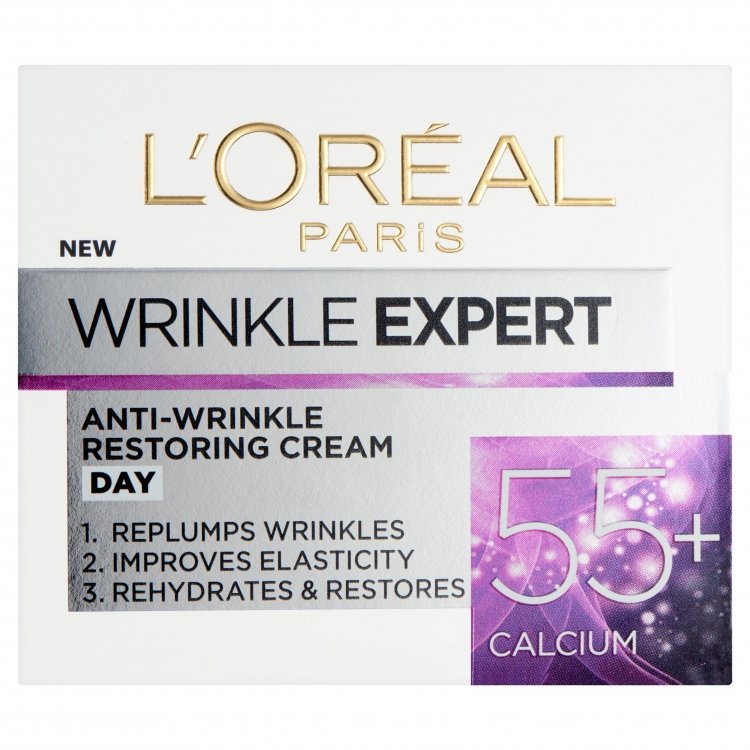 L'ORÉAL
PARiS
NEW
WRINKLE EXPERT
ANTI-WRINKLE
RESTORING CREAM
DAY
1. REPLUMPS WRINKLES
2. IMPROVES ELASTICITY
3. REHYDRATES & RESTORES
55+
CALCIUM